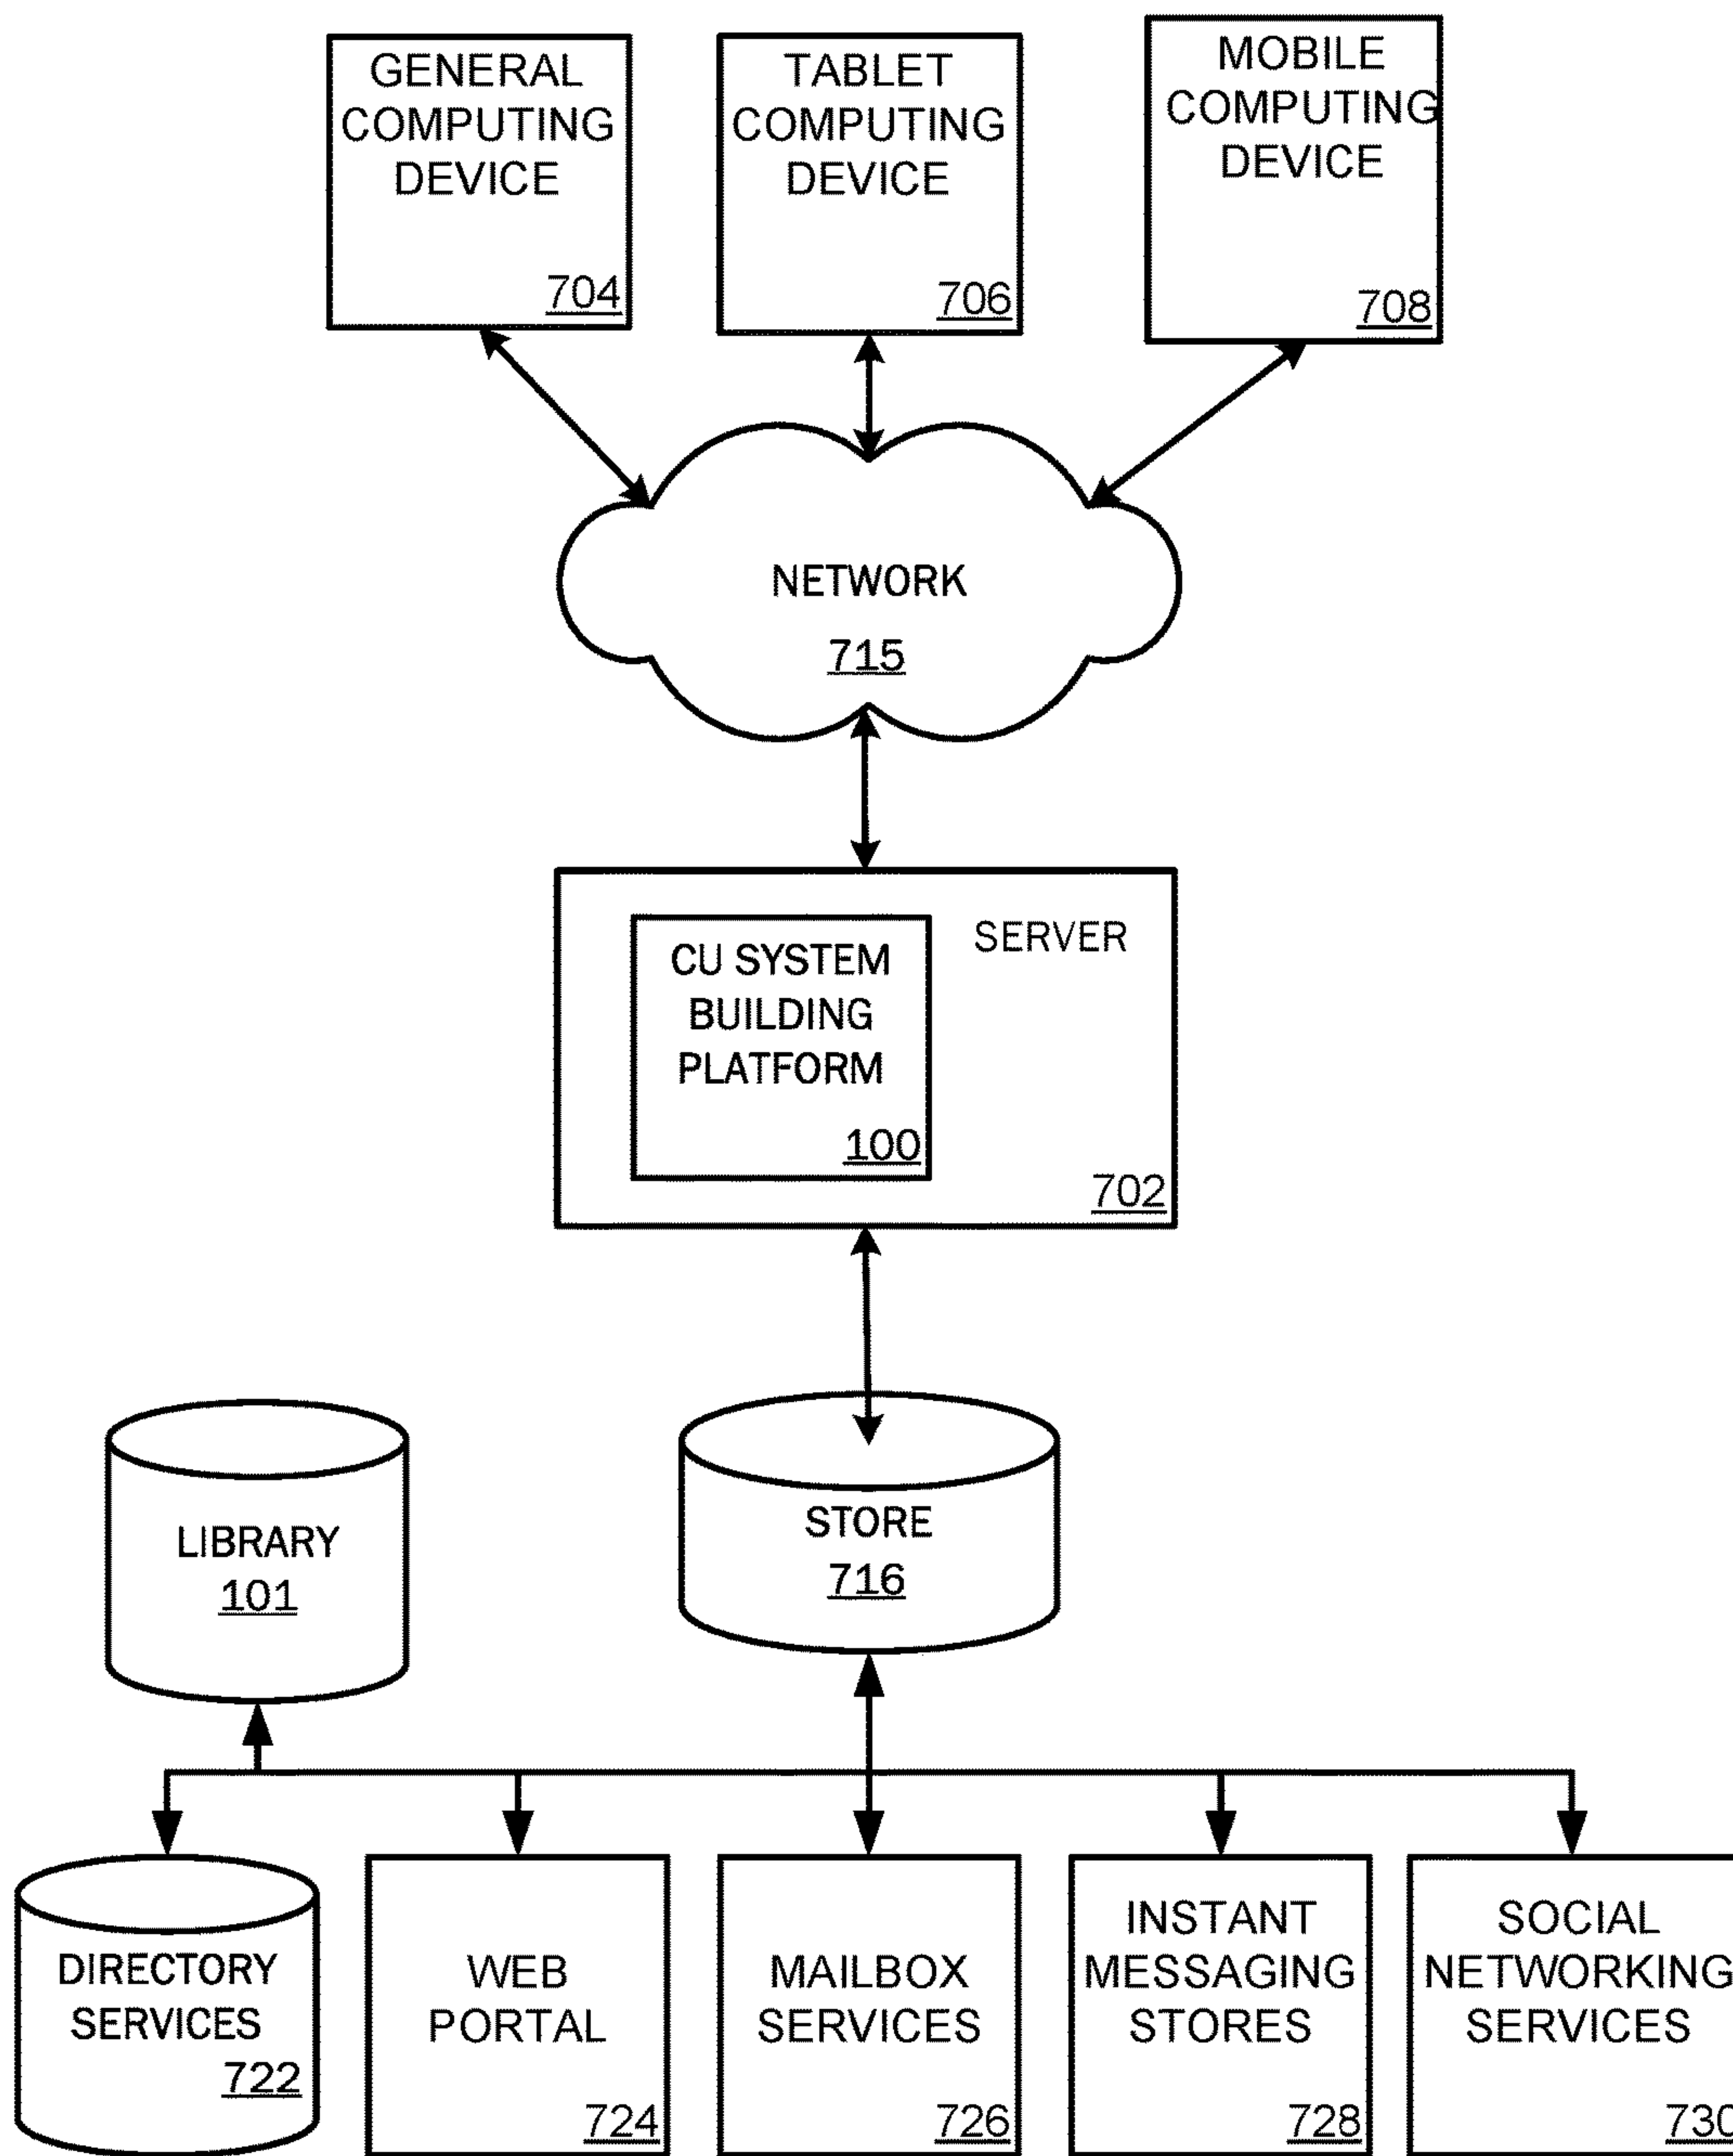 GENERAL
COMPUTING
DEVICE
704
TABLET
COMPUTING
DEVICE
706
MOBILE
COMPUTING
DEVICE
708
NETWORK
715
SERVER
CU SYSTEM
BUILDING
PLATFORM
100
702
LIBRARY
101
STORE
716
DIRECTORY
SERVICES
722
WEB
PORTAL
724
MAILBOX
SERVICES
726
INSTANT
MESSAGING
STORES
728
SOCIAL
NETWORKING
SERVICES
730